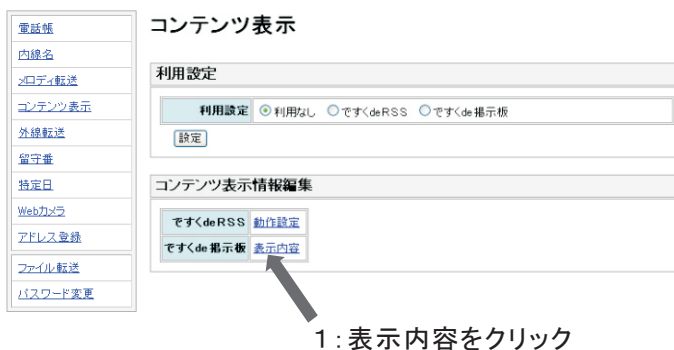 電話帳
内線名
メロディ転送
コンテンツ表示
外線転送
留守番
特定日
Webカメラ
アドレス登録
ファイル転送
パスワード変更
コンテンツ表示
利用設定
利用設定 利用なし ですくdeRSS ですくde掲示板
設定
コンテンツ表示情報編集
ですくdeRSS 動作設定
ですくde掲示板 表示内容
1:表示内容をクリック